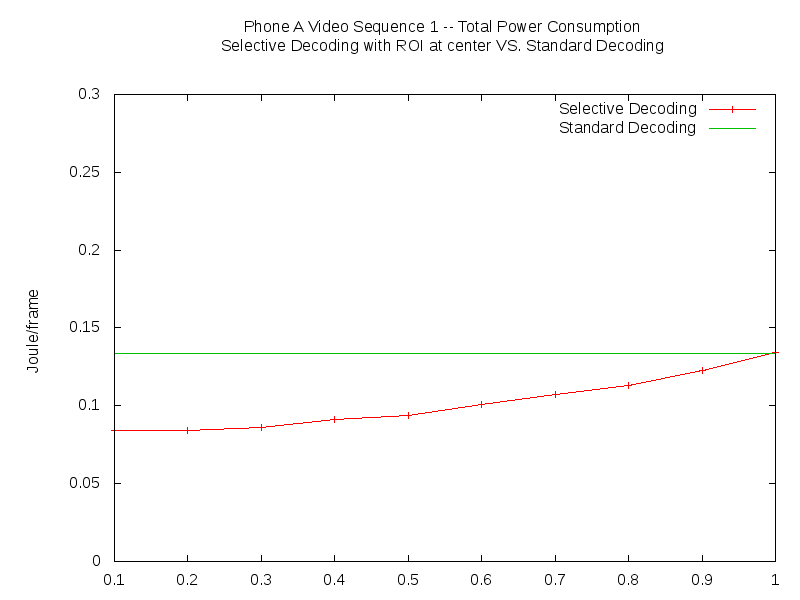 Phone A Video Sequence 1 -- Total Power Consumption
Selective Decoding with ROI at center VS. Standard Decoding
Selective Decoding
Standard Decoding
0.3
0.25
0.2
0.15
0.1
0.05
0
Joule/frame
0.1 0.2 0.3 0.4 0.5 0.6 0.7 0.8 0.9 1